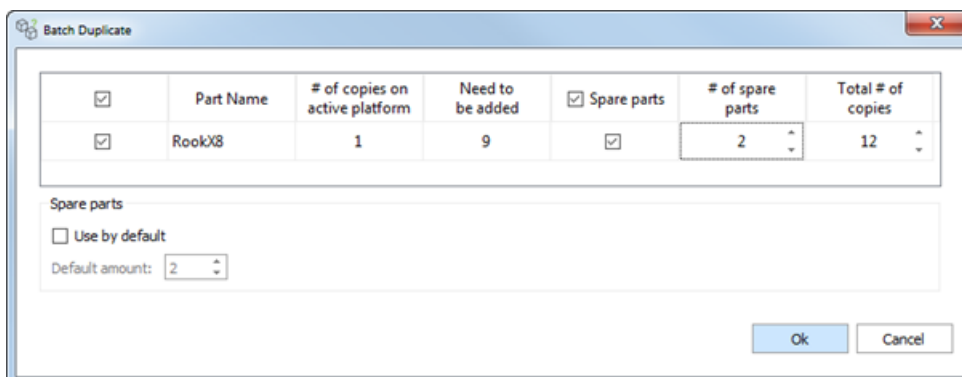 Batch Duplicate
Part Name
# of copies on
active platform
Need to
be added
Spare parts
# of spare
parts
Total # of
copies
RookX8
1
9
2
12
Spare parts
Use by default
Default amount: 2
Ok
Cancel